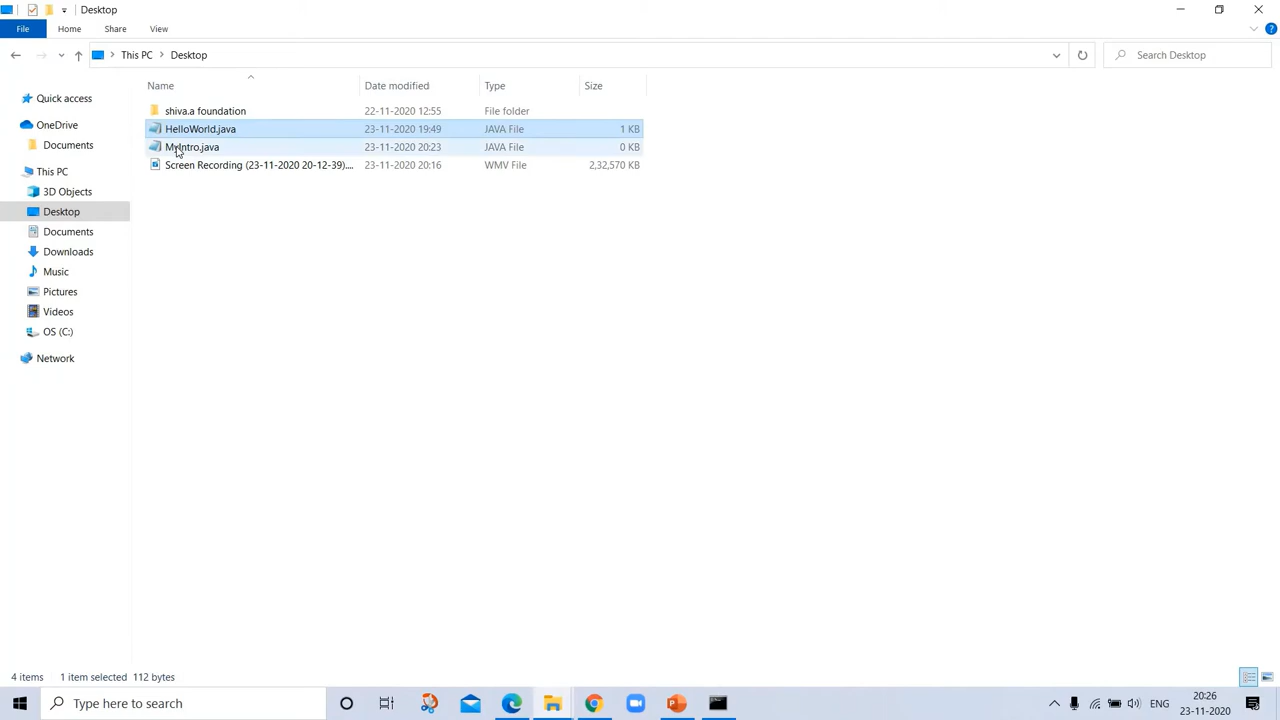 Desktop
File Home Share View
This PC Desktop Search Desktop
Name Date modified Type Size
Quick access
OneDrive
Documents
This PC
3D Objects
Desktop
Documents
Downloads
Music
Pictures
Videos
OS (C:)
Network
shiva.a foundation 22-11-2020 12:55 File folder
HelloWorld.java 23-11-2020 19:49 JAVA File 1 KB
MyIntro.java 23-11-2020 20:23 JAVA File 0 KB
Screen Recording (23-11-2020 20-12-39).... 23-11-2020 20:16 WMV File 2,32,570 KB
4 items 1 item selected 112 bytes
Type here to search
ENG
20:26
23-11-2020